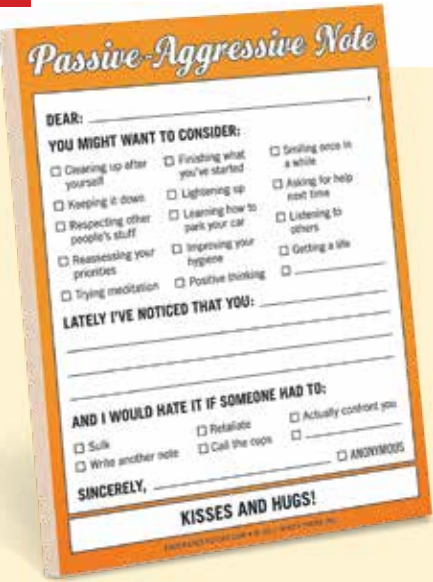 Passive-Aggressive Note
DEAR: ,
YOU MIGHT WANT TO CONSIDER:
Cleaning up after yourself
Keeping it down
Respecting other people's stuff
Reassessing your priorities
Trying meditation
Finishing what you've started
Lightening up
Learning how to park your car
Improving your hygiene
Positive thinking
Smiling once in a while
Asking for help next time
Listening to others
Getting a life
LATELY I'VE NOTICED THAT YOU:
AND I WOULD HATE IT IF SOMEONE HAD TO:
Sulk
Write another note
Retaliate
Call the cops
Actually confront you
SINCERELY,
ANONYMOUS
KISSES AND HUGS!